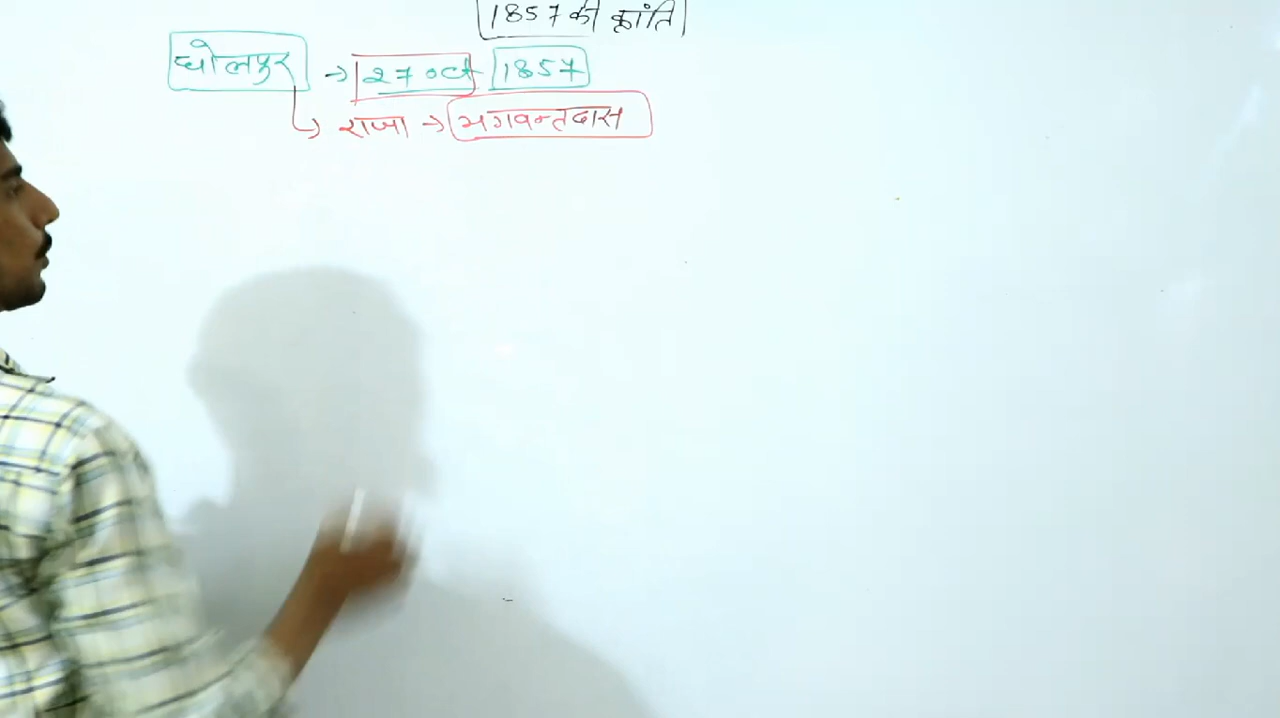 1857 की क्रांति
धोलपुर → 27 oct 1857
↳ राजा → भगवन्तदास